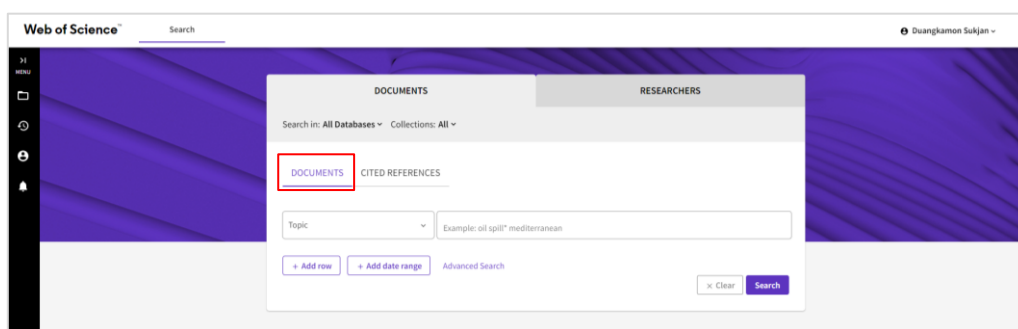 Web of Science™ Search Duangkamon Sukjan
MENU
DOCUMENTS RESEARCHERS
Search in: All Databases Collections: All
DOCUMENTS CITED REFERENCES
Topic Example: oil spill* mediterranean
+ Add row + Add date range Advanced Search
× Clear Search